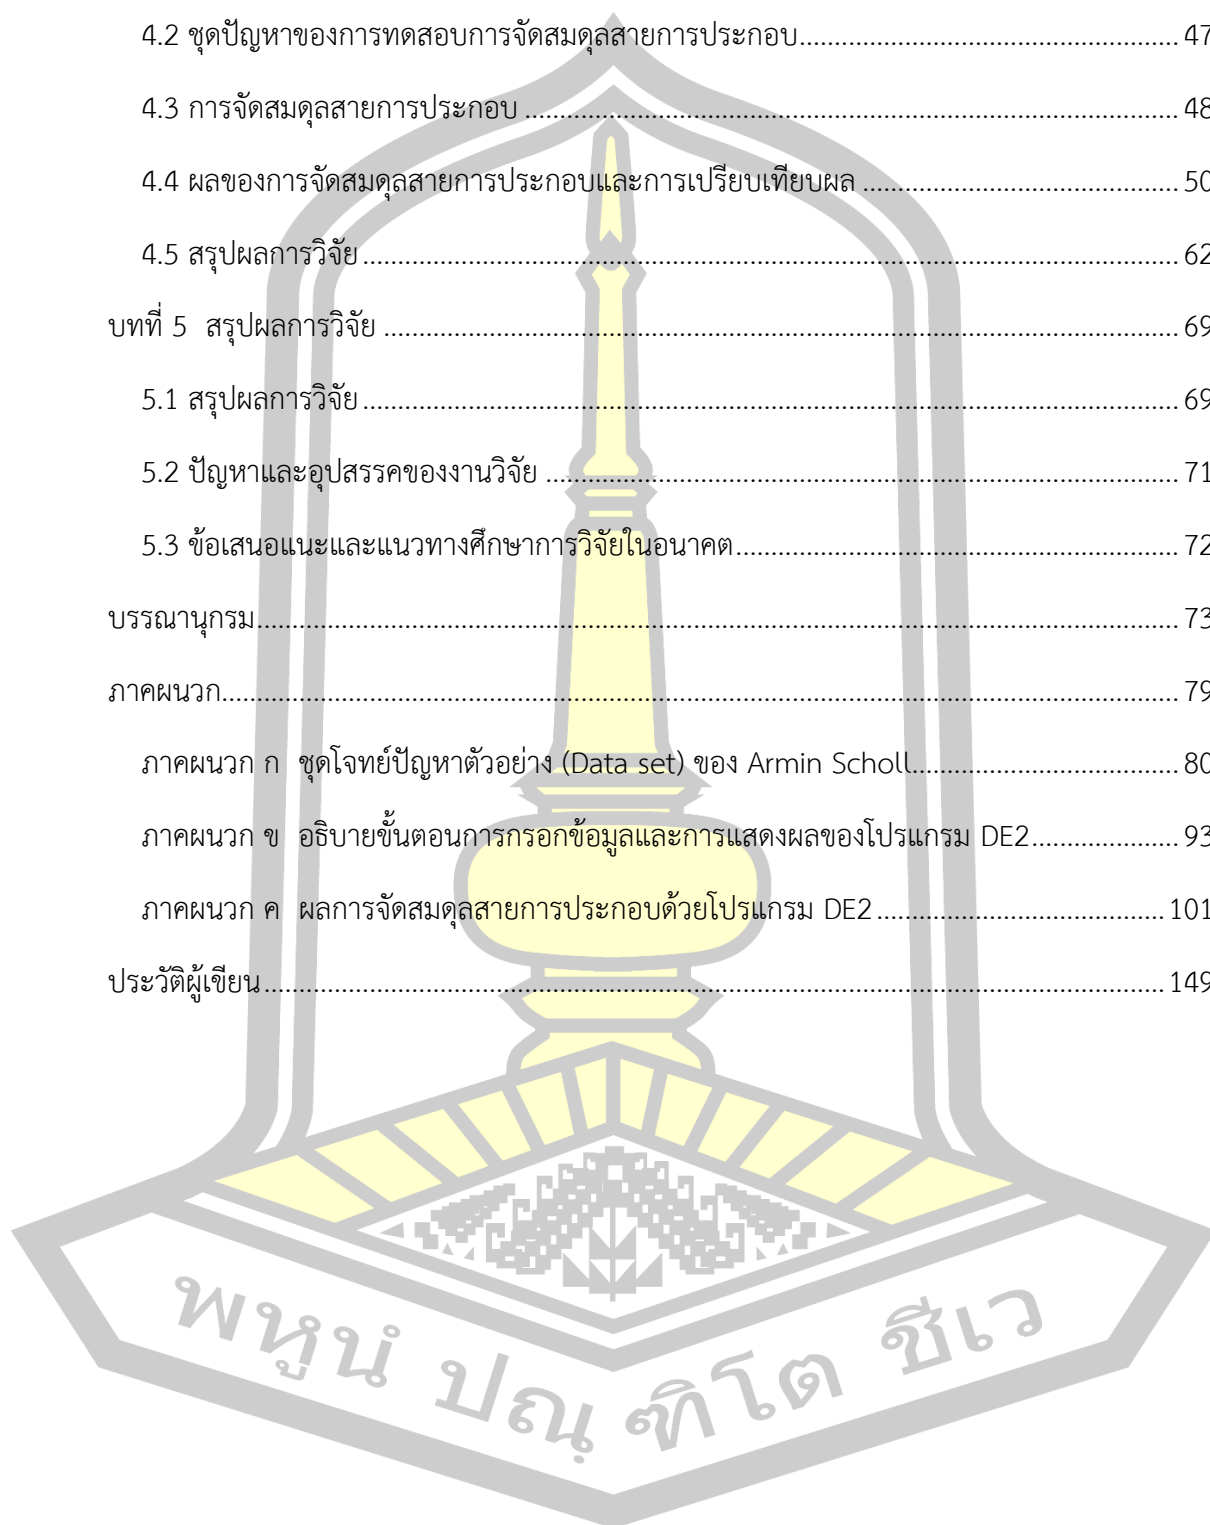 4.2 ชุดปัญหาของการทดสอบการจัดสมดุลสายการประกอบ................................................ 47
4.3 การจัดสมดุลสายการประกอบ .................................................................................. 48
4.4 ผลของการจัดสมดุลสายการประกอบและการเปรียบเทียบผล ........................................ 50
4.5 สรุปผลการวิจัย ...................................................................................................... 62
บทที่ 5 สรุปผลการวิจัย ................................................................................................... 69
5.1 สรุปผลการวิจัย ...................................................................................................... 69
5.2 ปัญหาและอุปสรรคของงานวิจัย ............................................................................... 71
5.3 ข้อเสนอแนะและแนวทางศึกษาการวิจัยในอนาคต........................................................ 72
บรรณานุกรม................................................................................................................... 73
ภาคผนวก........................................................................................................................ 79
ภาคผนวก ก ชุดโจทย์ปัญหาตัวอย่าง (Data set) ของ Armin Scholl................................. 80
ภาคผนวก ข อธิบายขั้นตอนการกรอกข้อมูลและการแสดงผลของโปรแกรม DE2................... 93
ภาคผนวก ค ผลการจัดสมดุลสายการประกอบด้วยโปรแกรม DE2.................................... 101
ประวัติผู้เขียน ................................................................................................................. 149
พหูนํ ปณฺฑิโต ชีเว